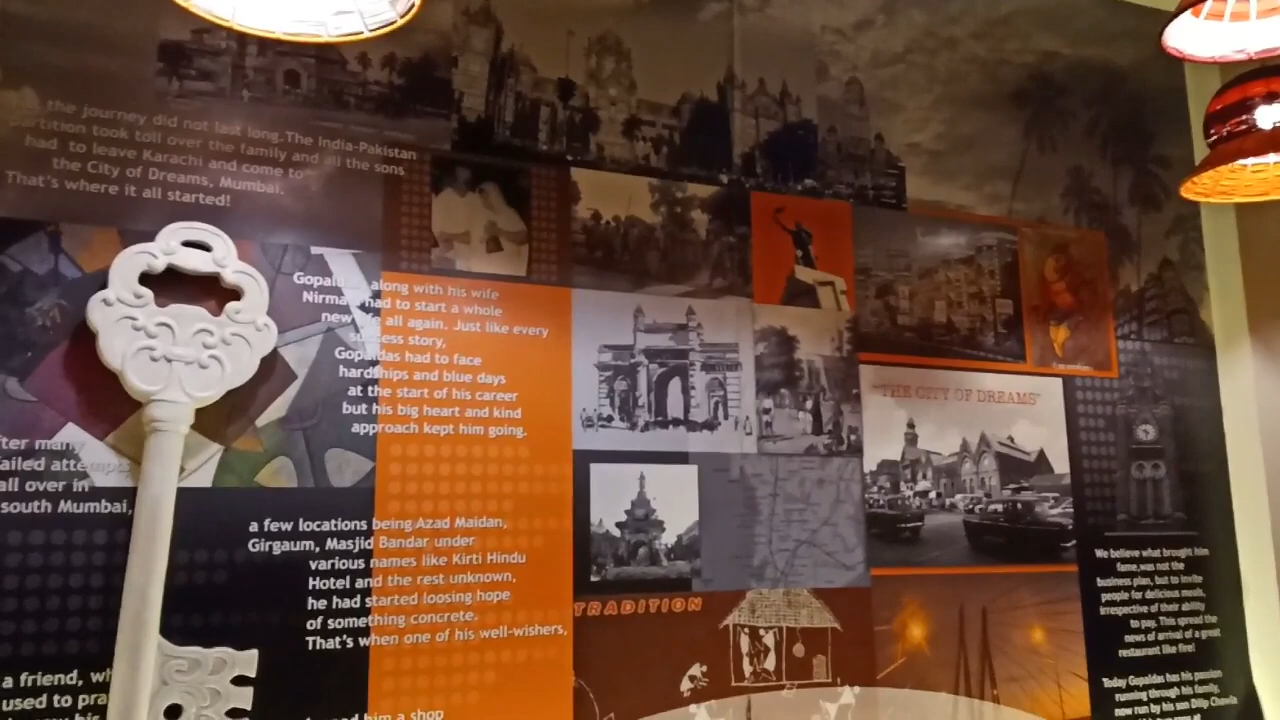 the journey did not last long.The India-Pakistan
partition took toll over the family and all the sons
had to leave Karachi and come to
the City of Dreams, Mumbai.
That's where it all started!
along with his wife
had to start a whole
new all again. Just like every
story,
Gopaldas had to face
hardships and blue days
at the start of his career
but his big heart and kind
approach kept him going.
many
failed attempts
all over in
south Mumbai,
a few locations being Azad Maidan,
Girgaum, Masjid Bandar under
various names like Kirti Hindu
Hotel and the rest unknown,
he had started loosing hope
of something concrete.
That's when one of his well-wishers,
a friend,
used to
him a shop
"THE CITY OF DREAMS"
TRADITION
We believe what brought him
fame,was not the
business plan, but to invite
people for delicious meals,
irrespective of their ability
to pay. This spread the
news of arrival of a great
restaurant like fire!
Today Gopaldas has his passion
running through his family,
now run by his son Dilip Chawla